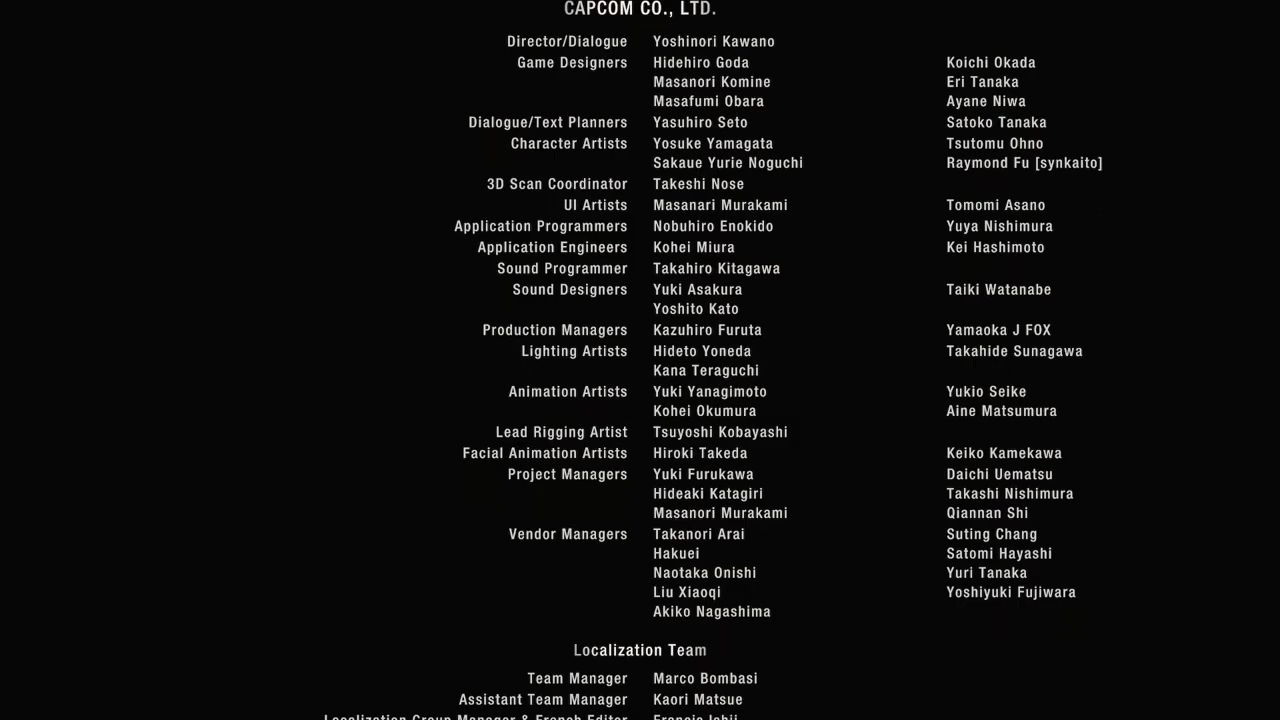 CAPCOM CO., LTD.
Director/Dialogue Yoshinori Kawano
Game Designers Hidehiro Goda Koichi Okada
Masanori Komine Eri Tanaka
Masafumi Obara Ayane Niwa
Dialogue/Text Planners Yasuhiro Seto Satoko Tanaka
Character Artists Yosuke Yamagata Tsutomu Ohno
Sakaue Yurie Noguchi Raymond Fu [synkaito]
3D Scan Coordinator Takeshi Nose
UI Artists Masanari Murakami Tomomi Asano
Application Programmers Nobuhiro Enokido Yuya Nishimura
Application Engineers Kohei Miura Kei Hashimoto
Sound Programmer Takahiro Kitagawa
Sound Designers Yuki Asakura Taiki Watanabe
Yoshito Kato
Production Managers Kazuhiro Furuta Yamaoka J FOX
Lighting Artists Hideto Yoneda Takahide Sunagawa
Kana Teraguchi
Animation Artists Yuki Yanagimoto Yukio Seike
Kohei Okumura Aine Matsumura
Lead Rigging Artist Tsuyoshi Kobayashi
Facial Animation Artists Hiroki Takeda Keiko Kamekawa
Project Managers Yuki Furukawa Daichi Uematsu
Hideaki Katagiri Takashi Nishimura
Masanori Murakami Qiannan Shi
Vendor Managers Takanori Arai Suting Chang
Hakuei Satomi Hayashi
Naotaka Onishi Yuri Tanaka
Liu Xiaoqi Yoshiyuki Fujiwara
Akiko Nagashima
Localization Team
Team Manager Marco Bombasi
Assistant Team Manager Kaori Matsue
Localization Group Manager & French Editor Francis Ishii